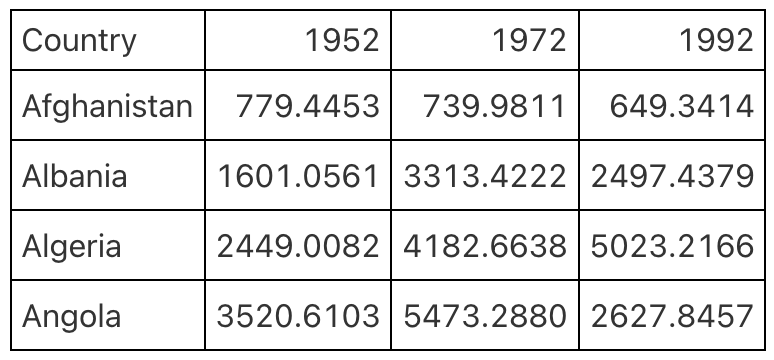 Country 1952 1972 1992
Afghanistan 779.4453 739.9811 649.3414
Albania 1601.0561 3313.4222 2497.4379
Algeria 2449.0082 4182.6638 5023.2166
Angola 3520.6103 5473.2880 2627.8457